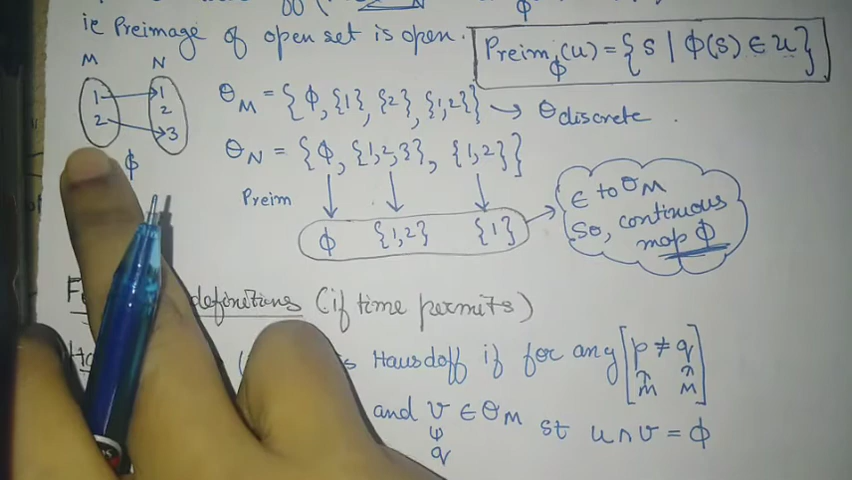 ie Preimage of open set is open.
Preim_ϕ(u) = {s | ϕ(s) ∈ u}
M N
1 1
2
2 3
ϕ
θ_M = {ϕ, {1}, {2}, {1,2}} → θ discrete.
θ_N = {ϕ, {1,2,3}, {1,2}}
Preim
ϕ {1,2} {1}
∈ to θ_M
So, continuous
map ϕ
definitions (if time permits)
Hausdoff if for any [p ≠ q]
M M
and v ∈ θ_M st u∩v = ϕ
q